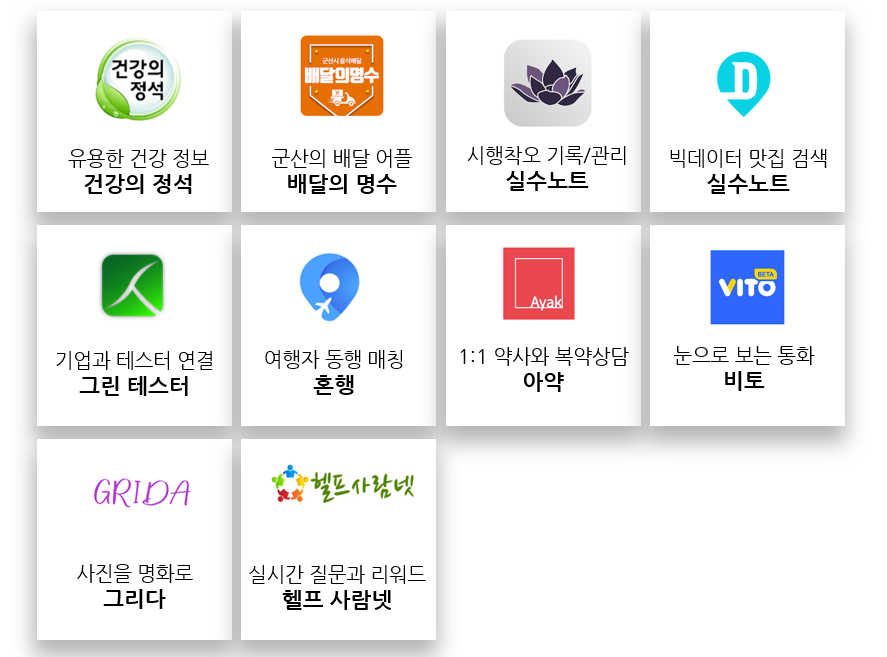 건강의
정석
유용한 건강 정보
건강의 정석
군산시 음식배달
배달의명수
군산의 배달 어플
배달의 명수
시행착오 기록/관리
실수노트
D
빅데이터 맛집 검색
실수노트
기업과 테스터 연결
그린 테스터
여행자 동행 매칭
혼행
Ayak
1:1 약사와 복약상담
아약
BETA
VITO
눈으로 보는 통화
비토
GRIDA
사진을 명화로
그리다
헬프사람넷
실시간 질문과 리워드
헬프 사람넷